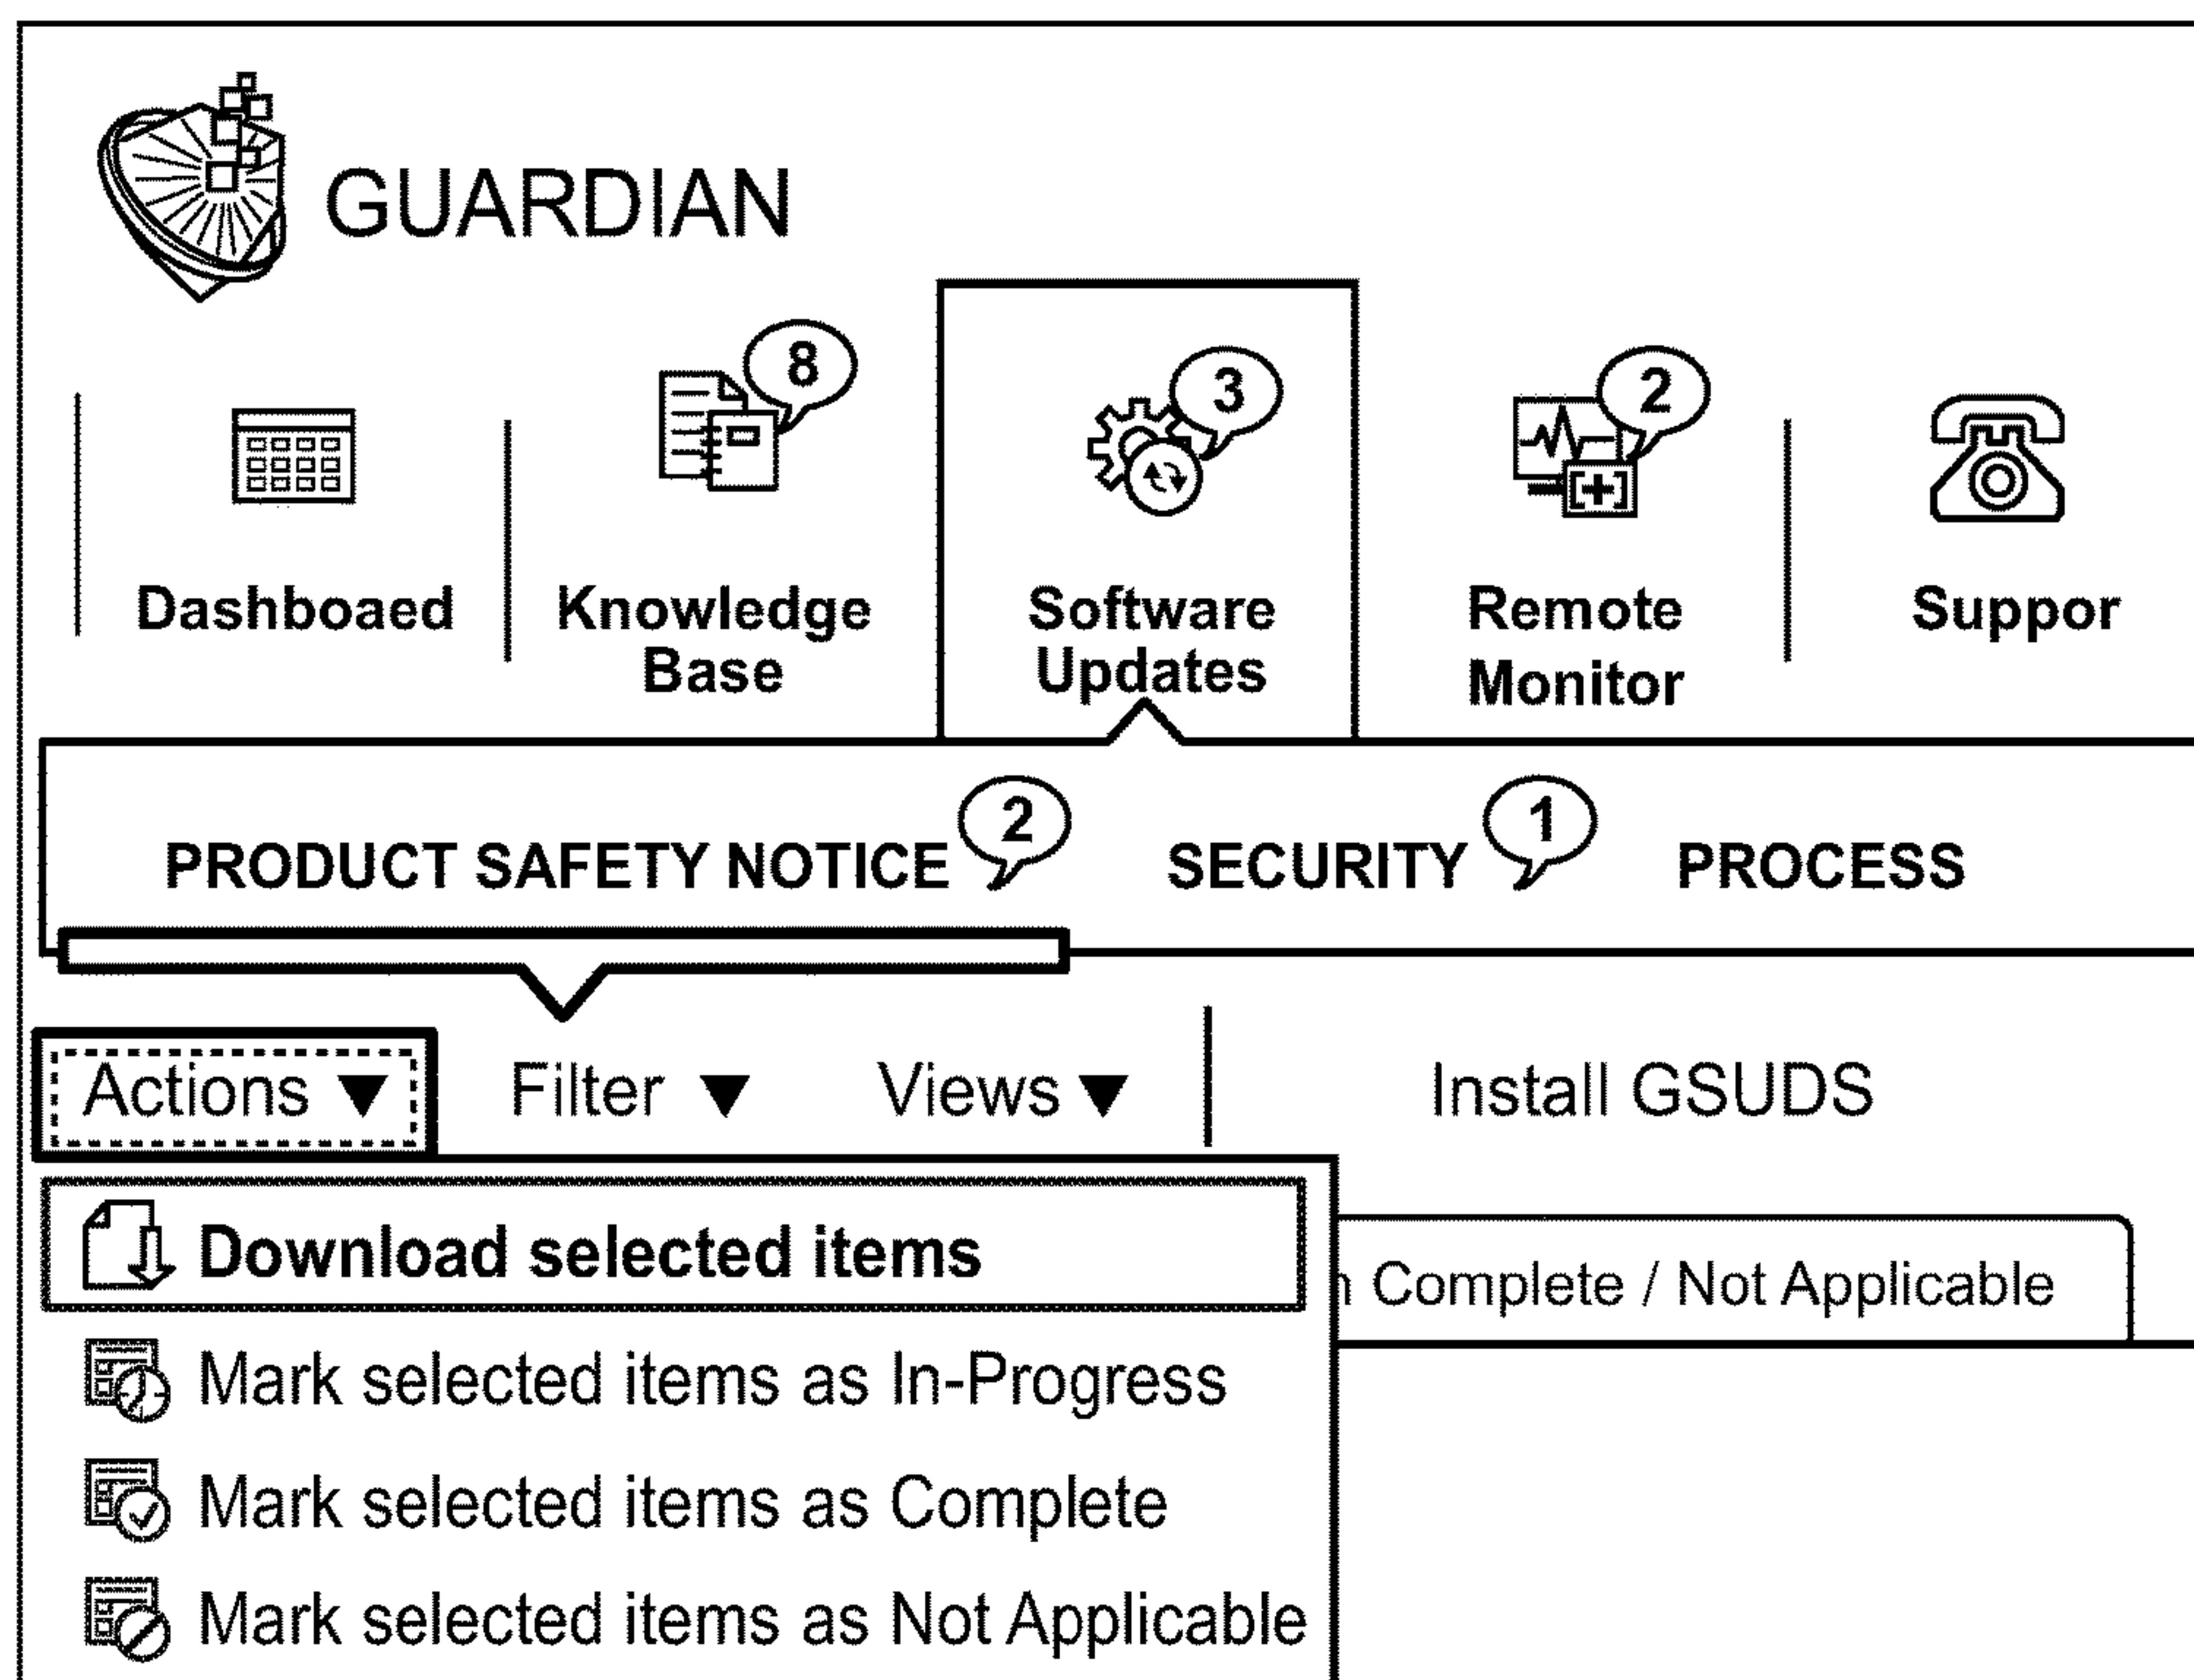 GUARDIAN
8
3
2
Dashboaed
Knowledge
Base
Software
Updates
Remote
Monitor
Suppor
PRODUCT SAFETY NOTICE 2 SECURITY 1 PROCESS
Actions ▼ Filter ▼ Views ▼ Install GSUDS
Download selected items
n Complete / Not Applicable
Mark selected items as In-Progress
Mark selected items as Complete
Mark selected items as Not Applicable